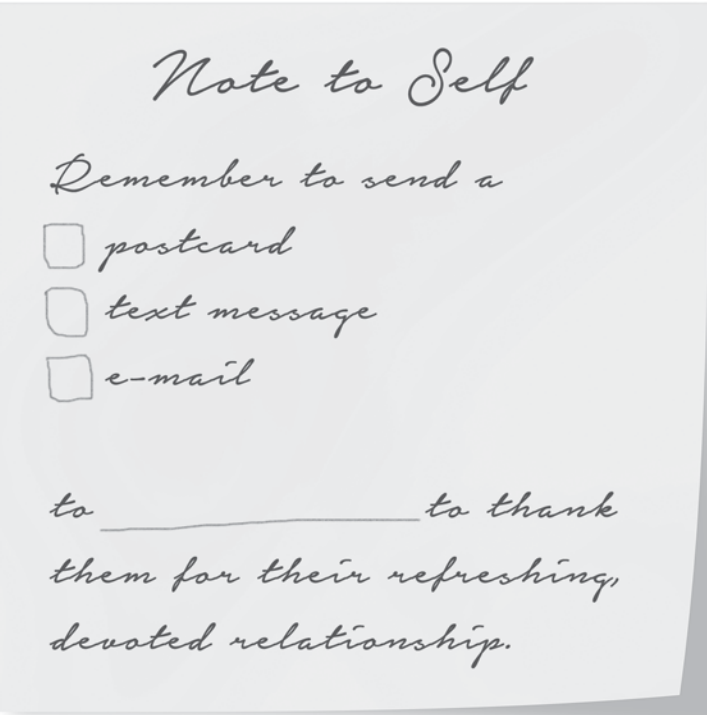 Note to Self
Remember to send a
postcard
text message
e-mail
to ____________ to thank
them for their refreshing,
devoted relationship.